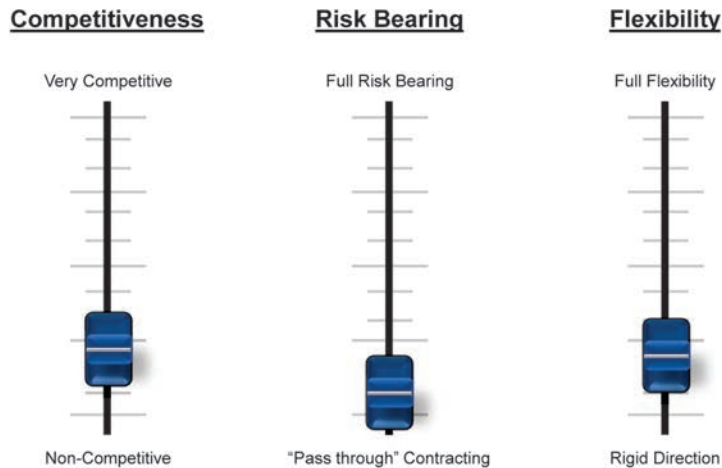 Competitiveness
Risk Bearing
Flexibility
Very Competitive
Full Risk Bearing
Full Flexibility
Non-Competitive
“Pass through” Contracting
Rigid Direction